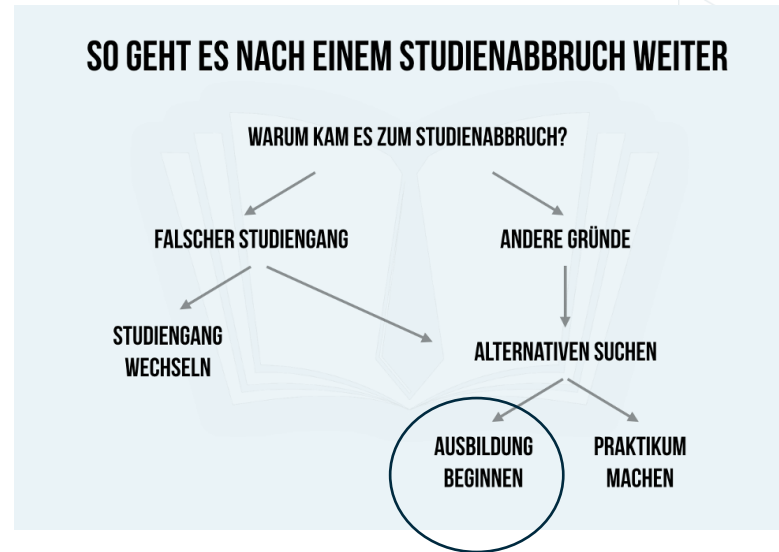 SO GEHT ES NACH EINEM STUDIENABBRUCH WEITER
WARUM KAM ES ZUM STUDIENABBRUCH?
FALSCHER STUDIENGANG
ANDERE GRÜNDE
STUDIENGANG
WECHSELN
ALTERNATIVEN SUCHEN
AUSBILDUNG
BEGINNEN
PRAKTIKUM
MACHEN